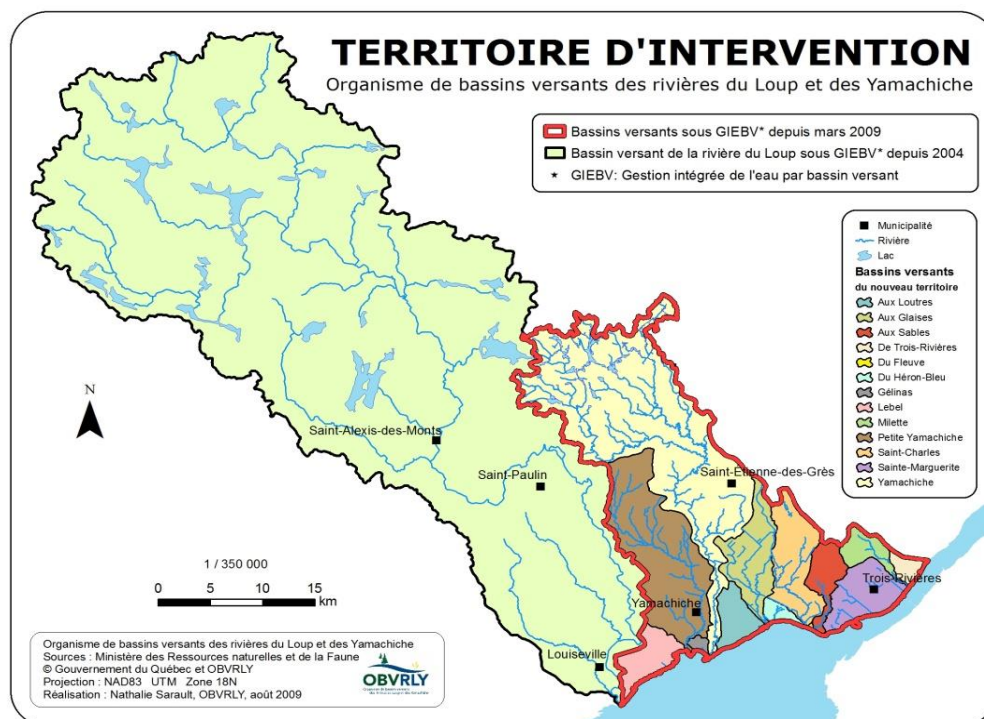 TERRITOIRE D'INTERVENTION
Organisme de bassins versants des rivières du Loup et des Yamachiche
Bassins versants sous GIEBV* depuis mars 2009
Bassin versant de la rivière du Loup sous GIEBV* depuis 2004
* GIEBV: Gestion intégrée de l'eau par bassin versant
Municipalité
Rivière
Lac
Bassins versants
du nouveau territoire
Aux Loutres
Aux Glaises
Aux Sables
De Trois-Rivières
Du Fleuve
Du Héron-Bleu
Gélinas
Lebel
Milette
Petite Yamachiche
Saint-Charles
Sainte-Marguerite
Yamachiche
N
Saint-Alexis-des-Monts
Saint-Paulin
Saint-Étienne-des-Grès
Trois-Rivières
Yamachiche
Louiseville
1 / 350 000
0 5 10 15
km
Organisme de bassins versants des rivières du Loup et des Yamachiche
Sources : Ministère des Ressources naturelles et de la Faune
© Gouvernement du Québec et OBVRLY
Projection : NAD83 UTM Zone 18N
Réalisation : Nathalie Sarault, OBVRLY, août 2009
OBVRLY